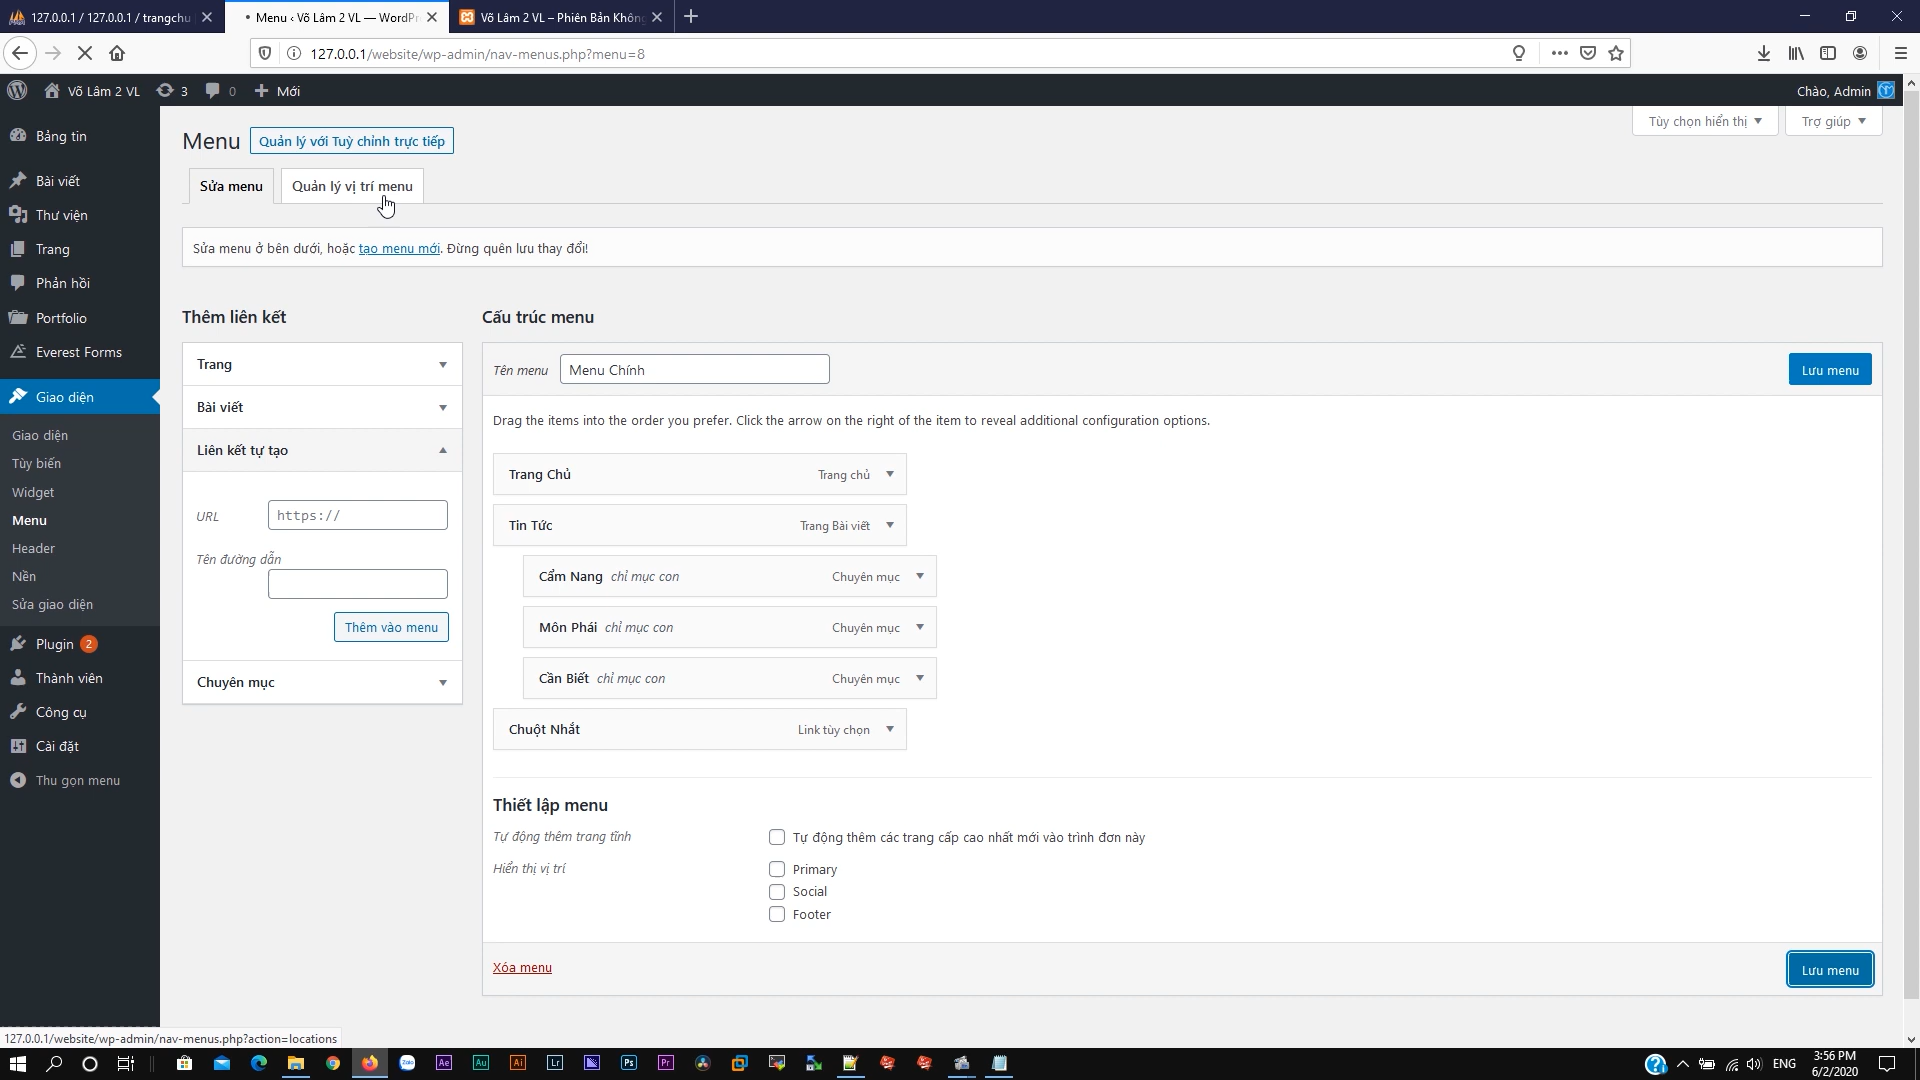 127.0.0.1 / 127.0.0.1 / trangchu
Menu ‹ Võ Lâm 2 VL — WordPr
Võ Lâm 2 VL – Phiên Bản Không
127.0.0.1/website/wp-admin/nav-menus.php?menu=8
Võ Lâm 2 VL
3
0
Mới
Chào, Admin
Bảng tin
Bài viết
Thư viện
Trang
Phản hồi
Portfolio
Everest Forms
Giao diện
Giao diện
Tùy biến
Widget
Menu
Header
Nền
Sửa giao diện
Plugin 2
Thành viên
Công cụ
Cài đặt
Thu gọn menu
Tùy chọn hiển thị
Trợ giúp
Menu
Quản lý với Tuỳ chỉnh trực tiếp
Sửa menu
Quản lý vị trí menu
Sửa menu ở bên dưới, hoặc tạo menu mới. Đừng quên lưu thay đổi!
Thêm liên kết
Trang
Bài viết
Liên kết tự tạo
URL
https://
Tên đường dẫn
Thêm vào menu
Chuyên mục
Cấu trúc menu
Tên menu
Menu Chính
Lưu menu
Drag the items into the order you prefer. Click the arrow on the right of the item to reveal additional configuration options.
Trang Chủ
Trang chủ
Tin Tức
Trang Bài viết
Cẩm Nang chỉ mục con
Chuyên mục
Môn Phái chỉ mục con
Chuyên mục
Cần Biết chỉ mục con
Chuyên mục
Chuột Nhắt
Link tùy chọn
Thiết lập menu
Tự động thêm trang tĩnh
Tự động thêm các trang cấp cao nhất mới vào trình đơn này
Hiển thị vị trí
Primary
Social
Footer
Xóa menu
Lưu menu
127.0.0.1/website/wp-admin/nav-menus.php?action=locations
Zalo
Ae
Au
Ai
Lr
Ps
Pr
ENG
3:56 PM
6/2/2020